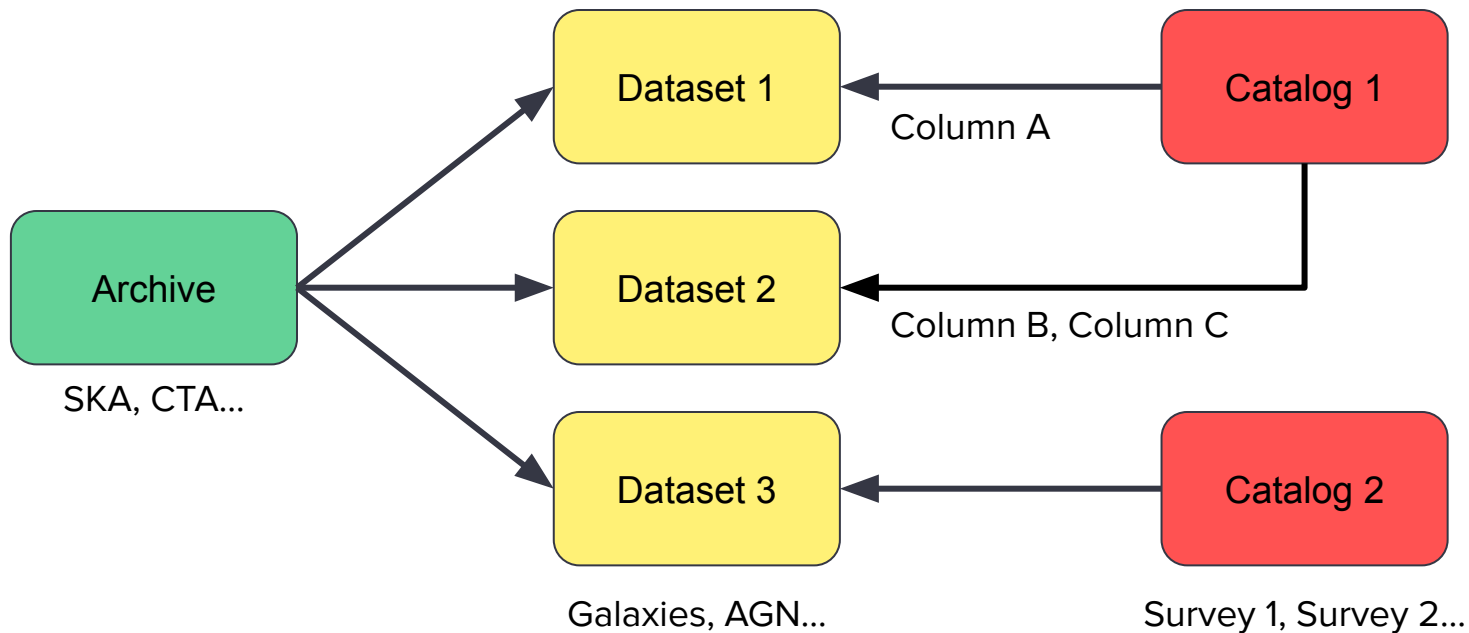 Dataset 1
Catalog 1
Column A
Archive
Dataset 2
Column B, Column C
SKA, CTA...
Dataset 3
Catalog 2
Galaxies, AGN...
Survey 1, Survey 2...